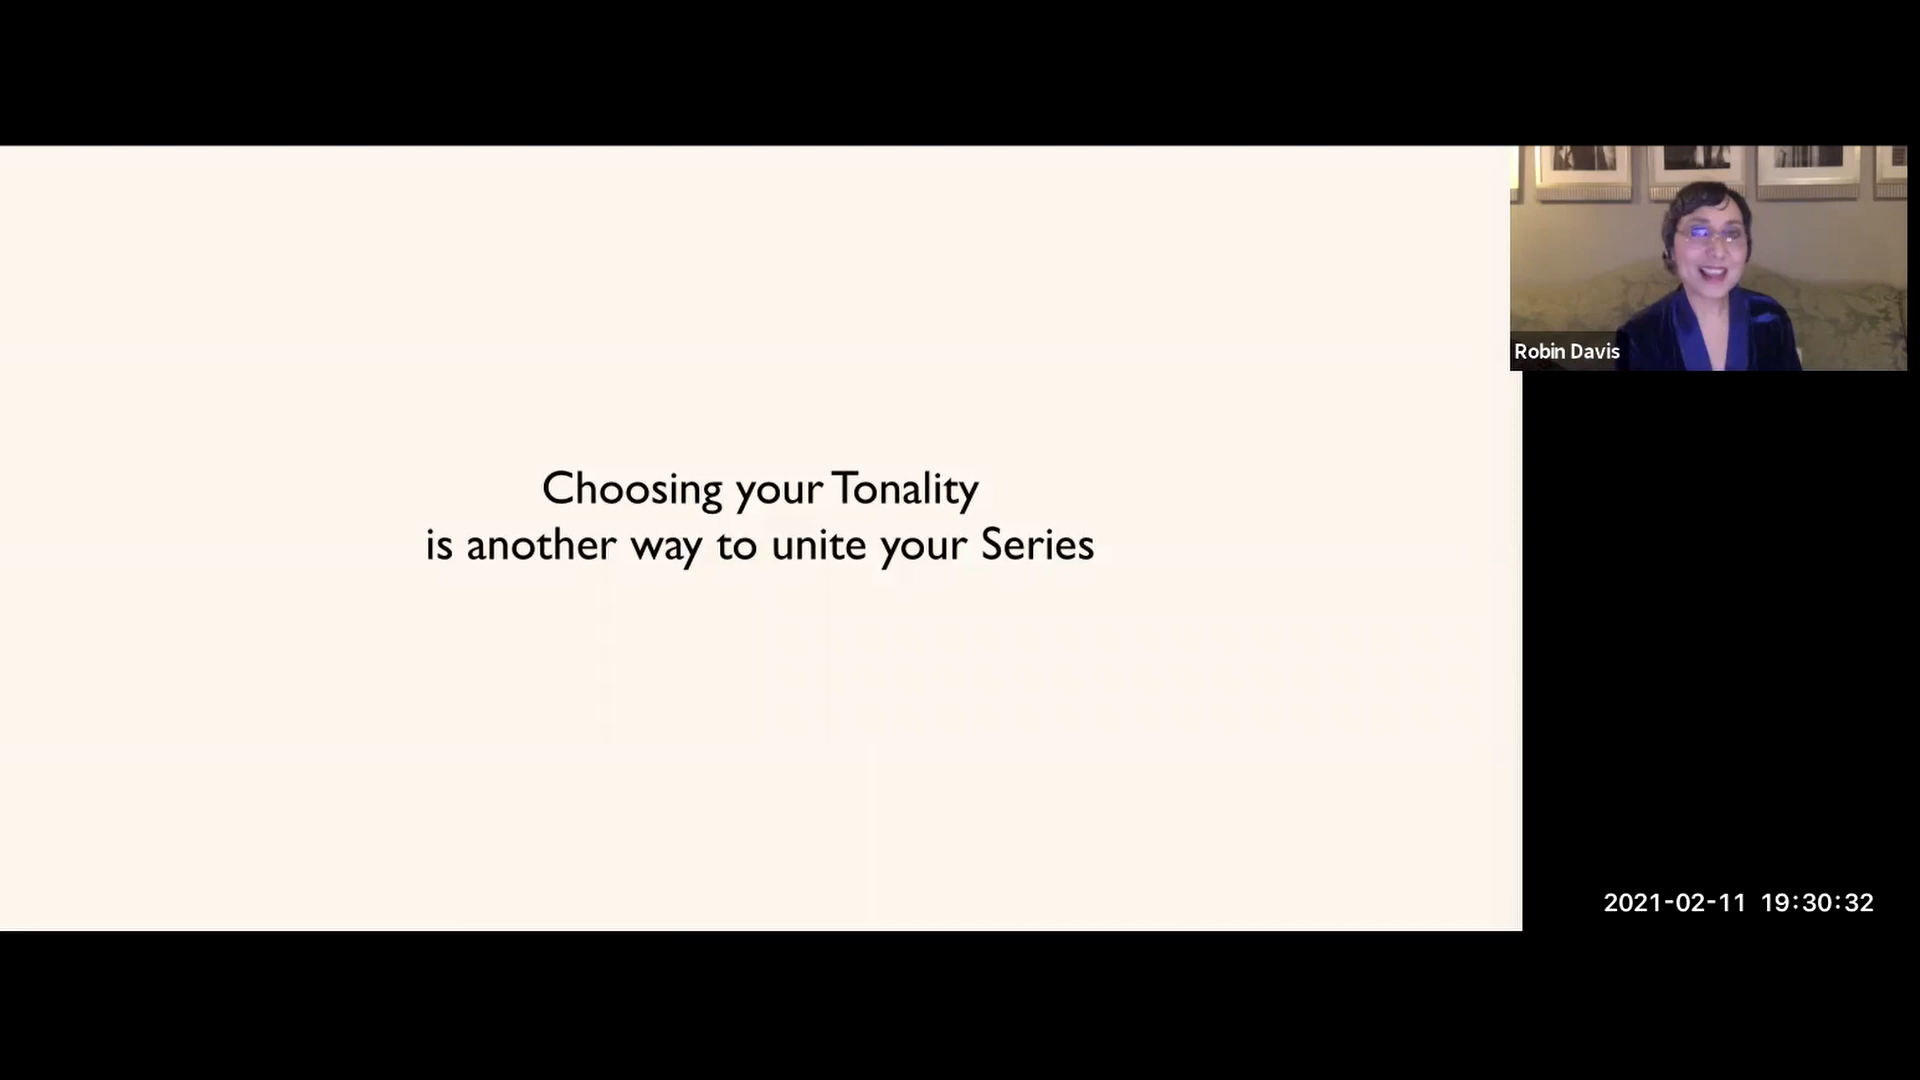 Choosing your Tonality
is another way to unite your Series
Robin Davis
2021-02-11 19:30:32